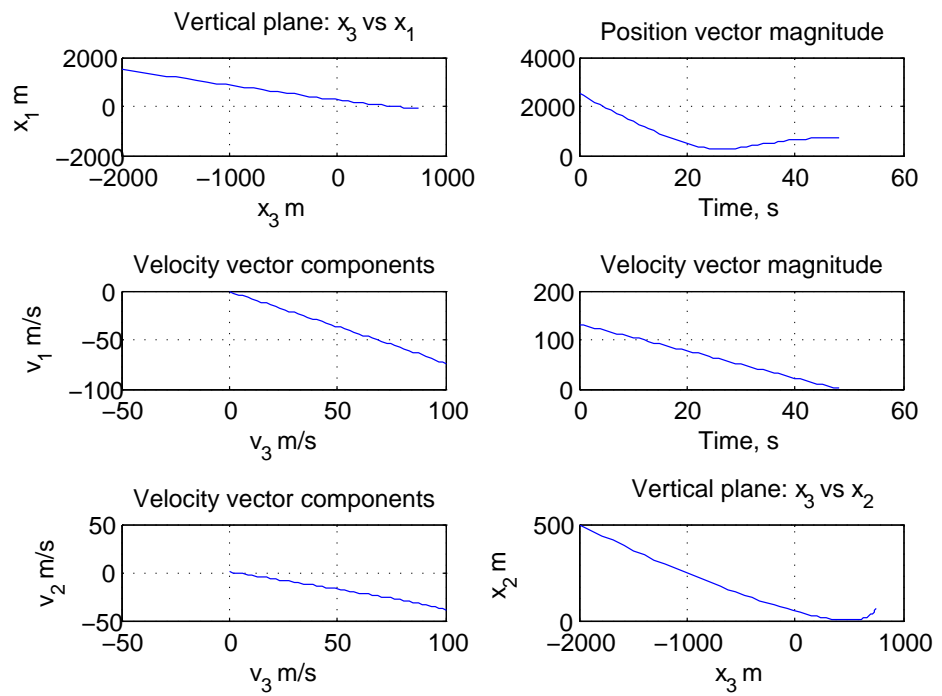 Vertical plane: x3 vs x1
2000
0
−2000
x1 m
−2000 −1000 0 1000
x3 m
Position vector magnitude
4000
2000
0
0 20 40 60
Time, s
Velocity vector components
0
−50
−100
v1 m/s
−50 0 50 100
v3 m/s
Velocity vector magnitude
200
100
0
0 20 40 60
Time, s
Velocity vector components
50
0
−50
v2 m/s
−50 0 50 100
v3 m/s
Vertical plane: x3 vs x2
500
0
x2 m
−2000 −1000 0 1000
x3 m